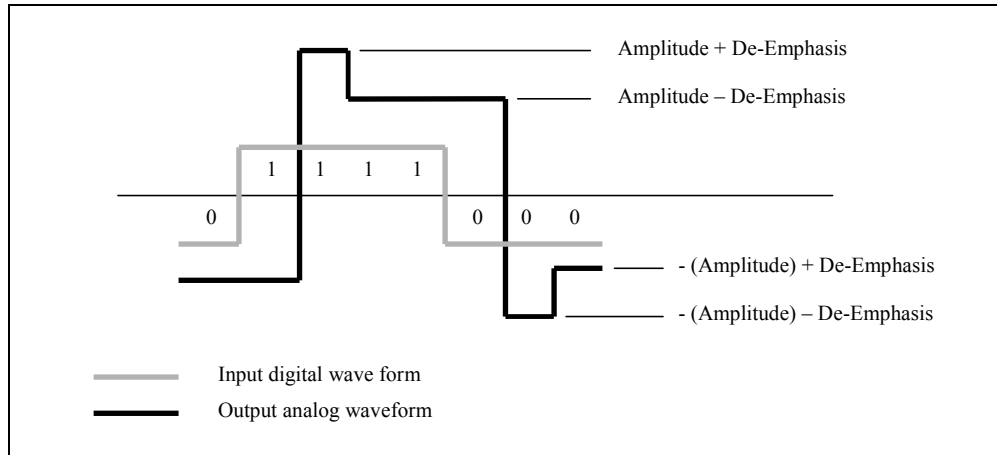 Amplitude + De-Emphasis
Amplitude – De-Emphasis
1 1 1 1
0 0 0 0
- (Amplitude) + De-Emphasis
- (Amplitude) – De-Emphasis
Input digital wave form
Output analog waveform